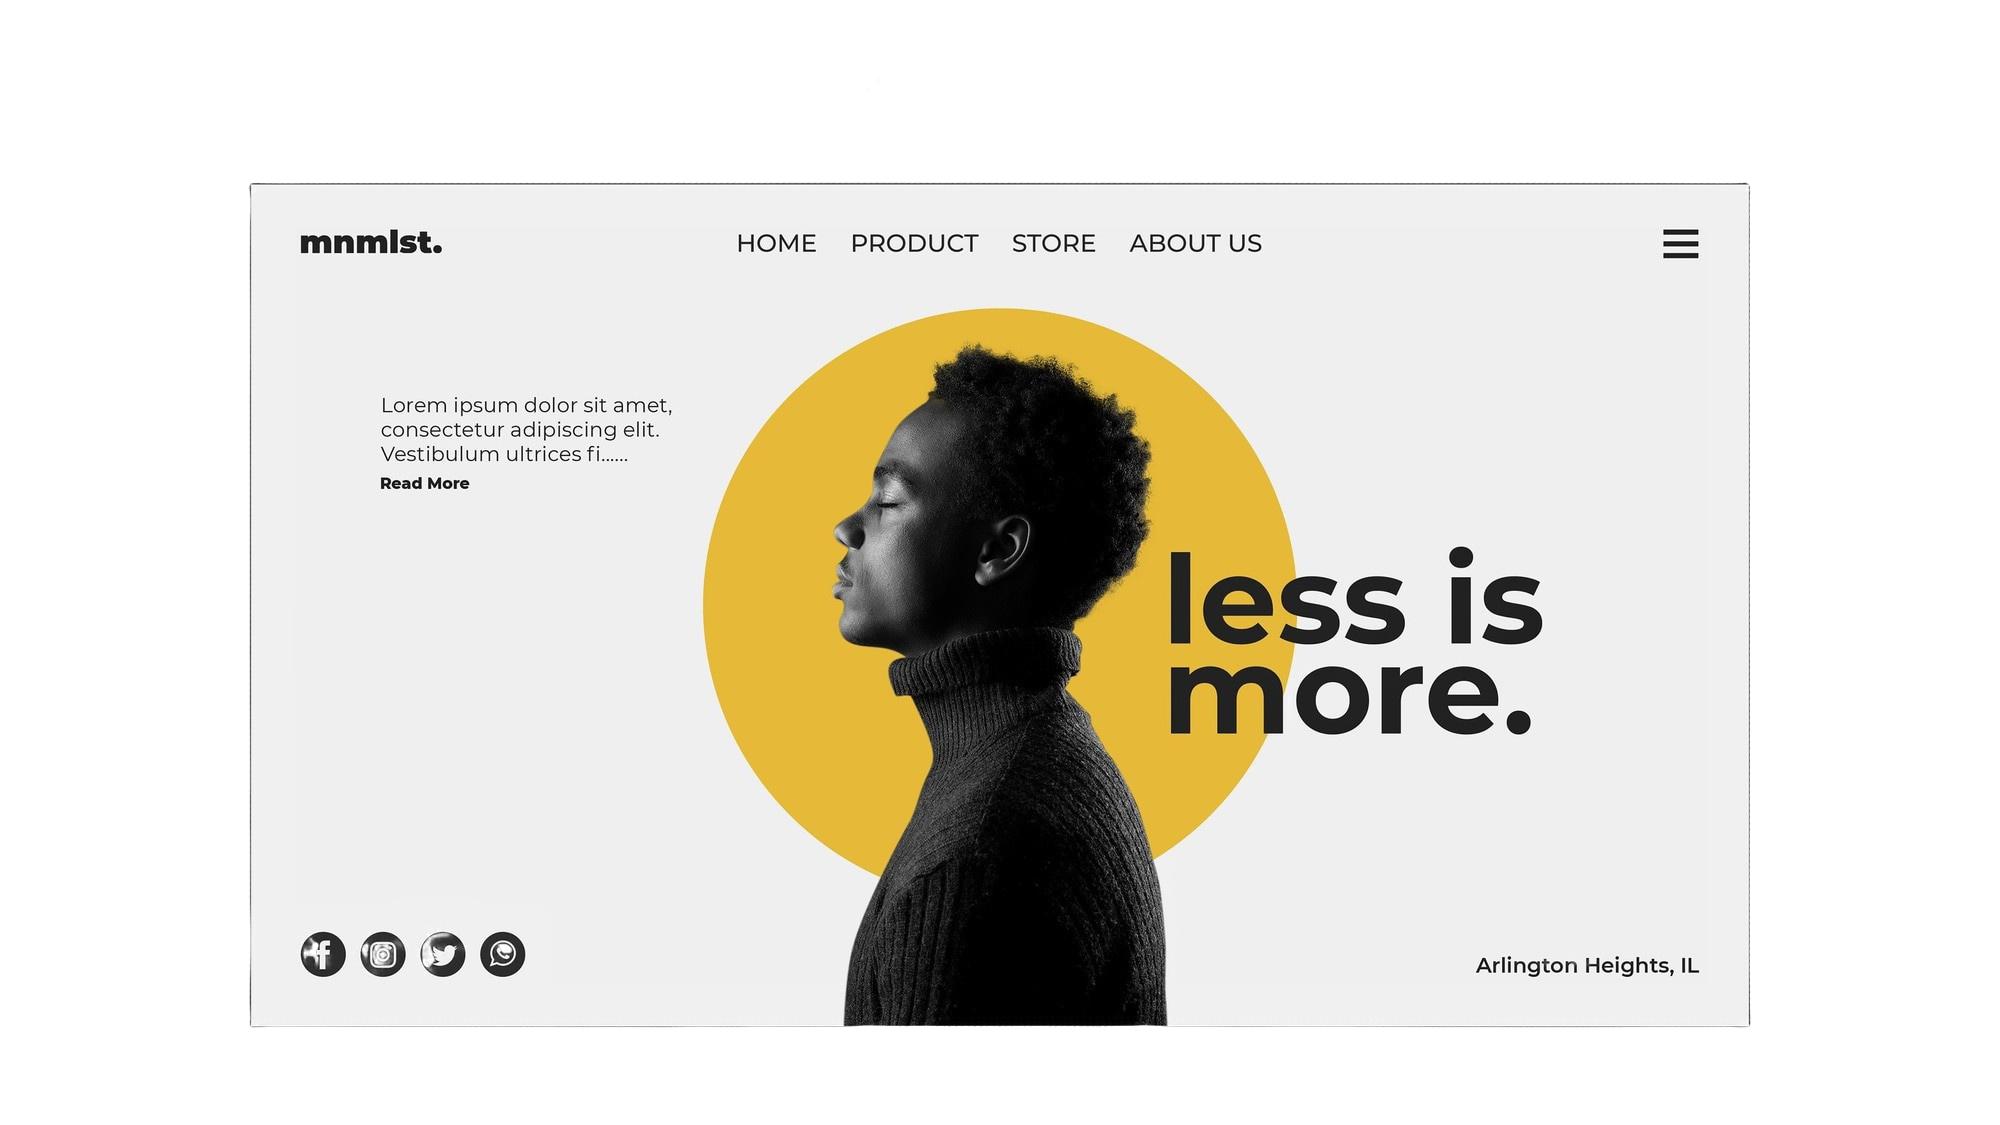 mnmlst.
HOME PRODUCT STORE ABOUT US
Lorem ipsum dolor sit amet,
consectetur adipiscing elit.
Vestibulum ultrices fi......
Read More
less is
more.
Arlington Heights, IL